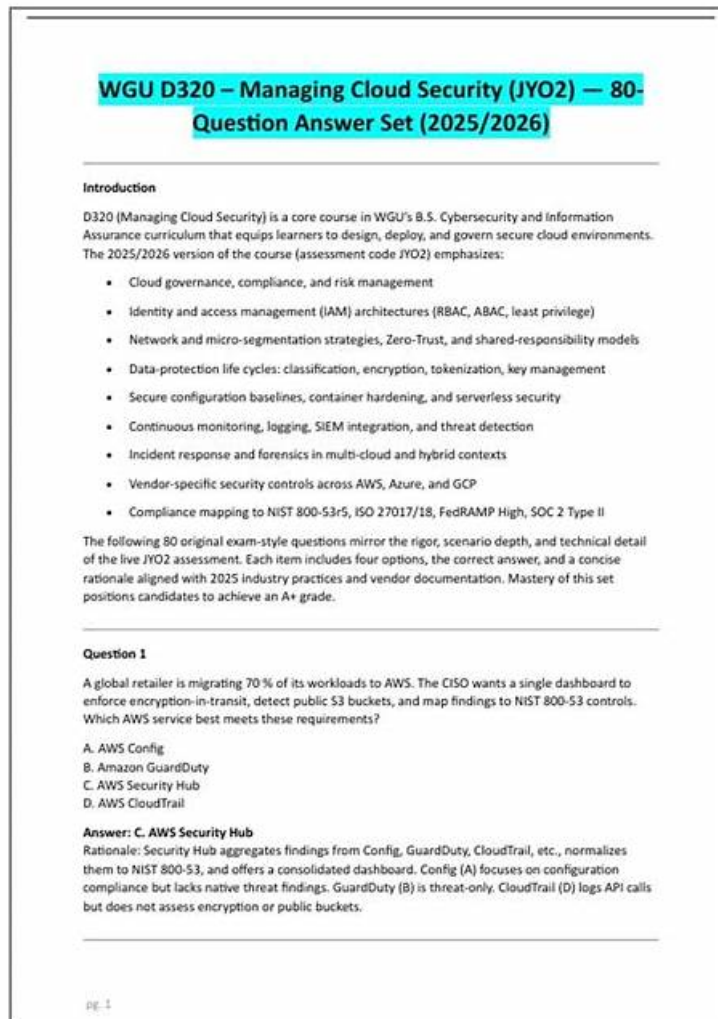 WGU D320 – Managing Cloud Security (JYO2) — 80-
Question Answer Set (2025/2026)
Introduction
D320 (Managing Cloud Security) is a core course in WGU's B.S. Cybersecurity and Information
Assurance curriculum that equips learners to design, deploy, and govern secure cloud environments.
The 2025/2026 version of the course (assessment code JYO2) emphasizes:
• Cloud governance, compliance, and risk management
• Identity and access management (IAM) architectures (RBAC, ABAC, least privilege)
• Network and micro-segmentation strategies, Zero-Trust, and shared-responsibility models
• Data-protection life cycles: classification, encryption, tokenization, key management
• Secure configuration baselines, container hardening, and serverless security
• Continuous monitoring, logging, SIEM integration, and threat detection
• Incident response and forensics in multi-cloud and hybrid contexts
• Vendor-specific security controls across AWS, Azure, and GCP
• Compliance mapping to NIST 800-53r5, ISO 27017/18, FedRAMP High, SOC 2 Type II
The following 80 original exam-style questions mirror the rigor, scenario depth, and technical detail
of the live JYO2 assessment. Each item includes four options, the correct answer, and a concise
rationale aligned with 2025 industry practices and vendor documentation. Mastery of this set
positions candidates to achieve an A+ grade.
Question 1
A global retailer is migrating 70 % of its workloads to AWS. The CISO wants a single dashboard to
enforce encryption-in-transit, detect public S3 buckets, and map findings to NIST 800-53 controls.
Which AWS service best meets these requirements?
A. AWS Config
B. Amazon GuardDuty
C. AWS Security Hub
D. AWS CloudTrail
Answer: C. AWS Security Hub
Rationale: Security Hub aggregates findings from Config, GuardDuty, CloudTrail, etc., normalizes
them to NIST 800-53, and offers a consolidated dashboard. Config (A) focuses on configuration
compliance but lacks native threat findings. GuardDuty (B) is threat-only. CloudTrail (D) logs API calls
but does not assess encryption or public buckets.
pg. 1